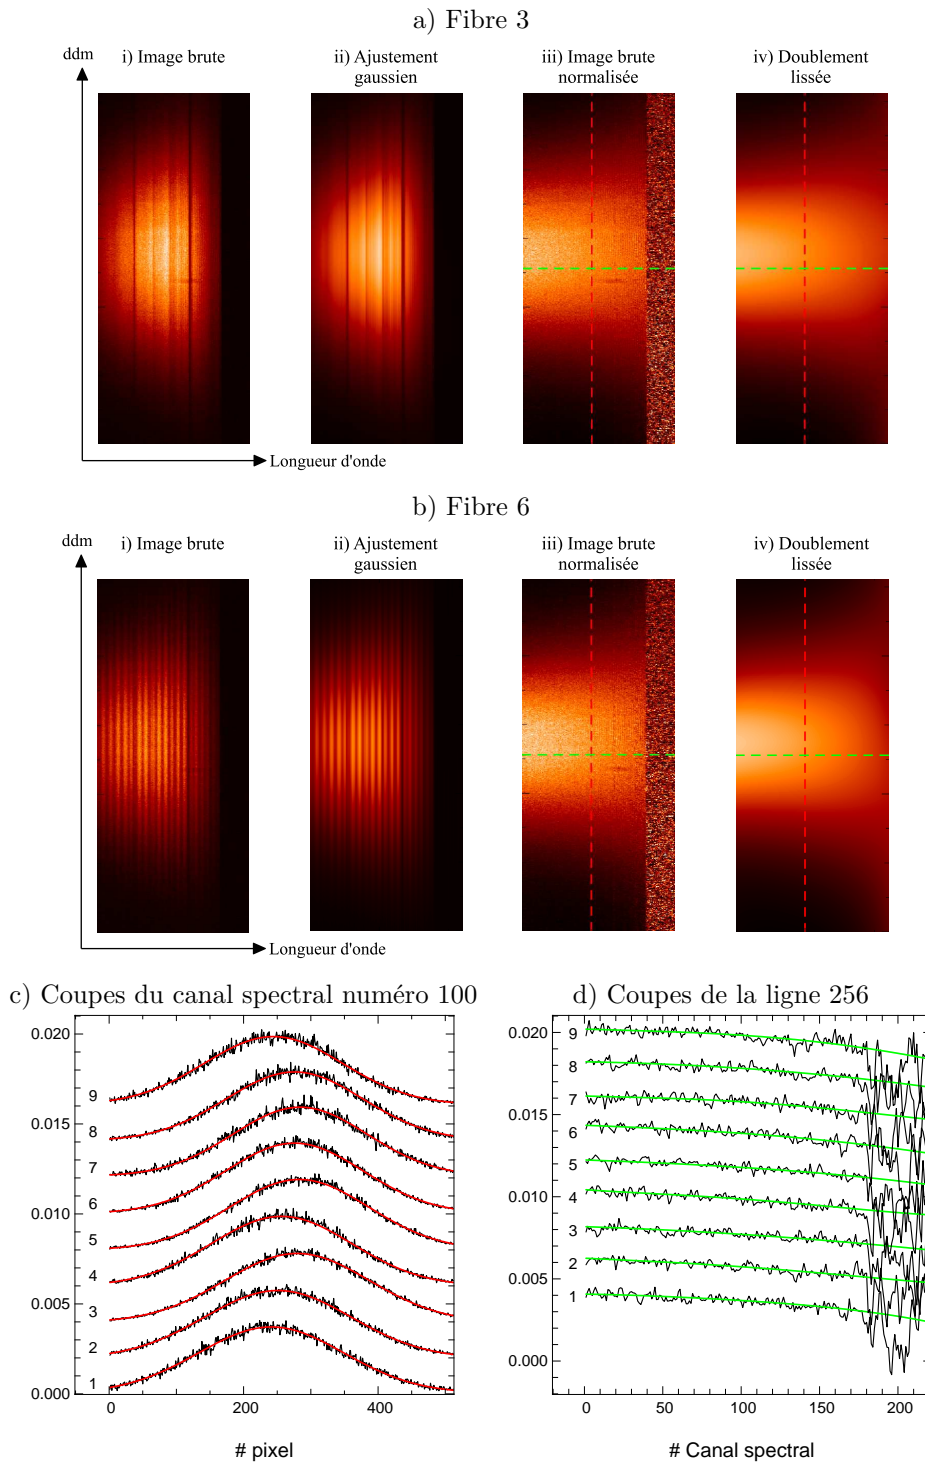 a) Fibre 3
ddm
i) Image brute
ii) Ajustement
gaussien
iii) Image brute
normalisée
iv) Doublement
lissée
Longueur d'onde
b) Fibre 6
ddm
i) Image brute
ii) Ajustement
gaussien
iii) Image brute
normalisée
iv) Doublement
lissée
Longueur d'onde
c) Coupes du canal spectral numéro 100
0.020
0.015
0.010
0.005
0.000
9
8
7
6
5
4
3
2
1
0
200
400
# pixel
d) Coupes de la ligne 256
0.020
0.015
0.010
0.005
0.000
9
8
7
6
5
4
3
2
1
0
50
100
150
200
# Canal spectral